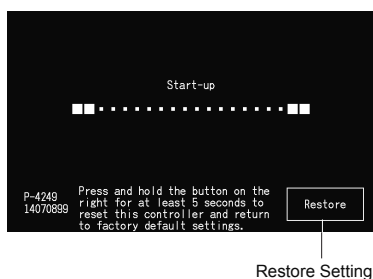 Start-up
P-4249
14070899
Press and hold the button on the
right for at least 5 seconds to
reset this controller and return
to factory default settings.
Restore
Restore Setting